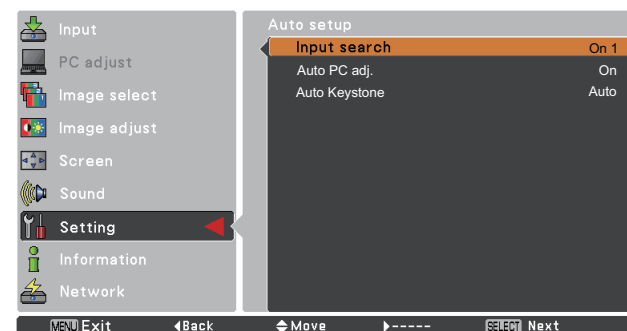 Input
PC adjust
Image select
Image adjust
Screen
Sound
Setting
Information
Network
Auto setup
Input search On 1
Auto PC adj. On
Auto Keystone Auto
MENU Exit Back Move ----- SELECT Next